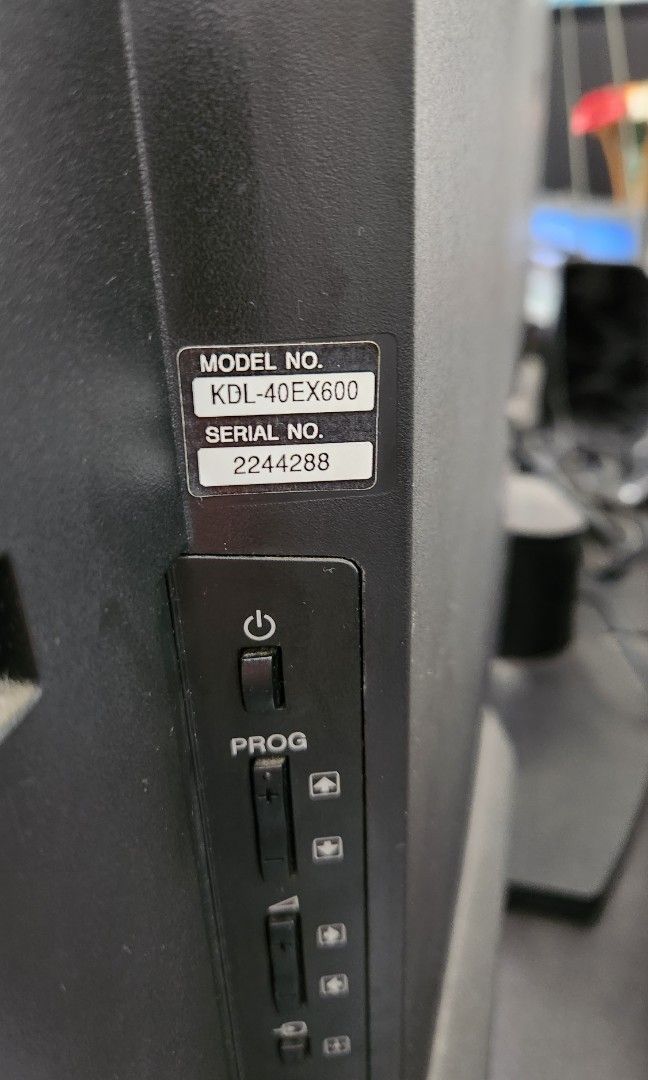 MODEL NO.
KDL-40EX600
SERIAL NO.
2244288
PROG
+
-
+
-